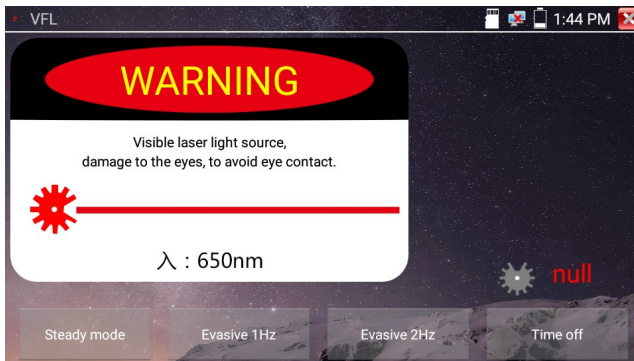 VFL
1:44 PM
WARNING
Visible laser light source,
damage to the eyes, to avoid eye contact.
入：650nm
null
Steady mode
Evasive 1Hz
Evasive 2Hz
Time off